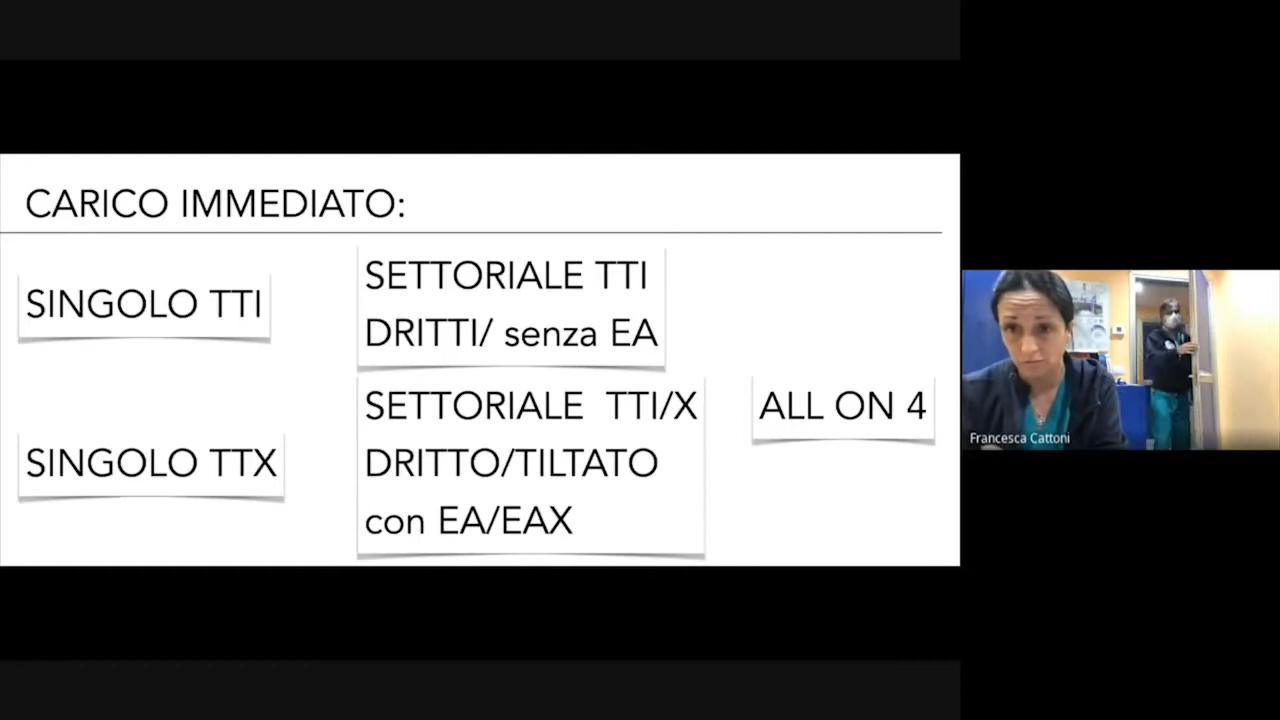 CARICO IMMEDIATO:
SINGOLO TTI
SETTORIALE TTI
DRITTI/ senza EA
SINGOLO TTX
SETTORIALE TTI/X
DRITTO/TILTATO
con EA/EAX
ALL ON 4
Francesca Cattoni